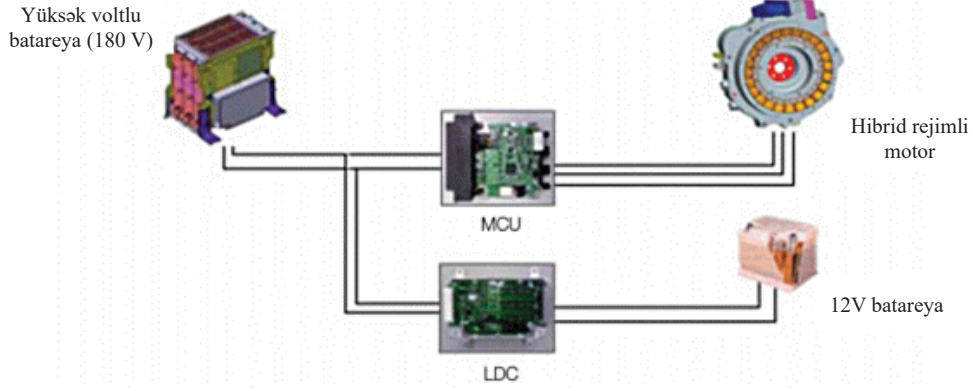 Yüksək voltlu
batareya (180 V)
Hibrid rejimli
motor
MCU
12V batareya
LDC